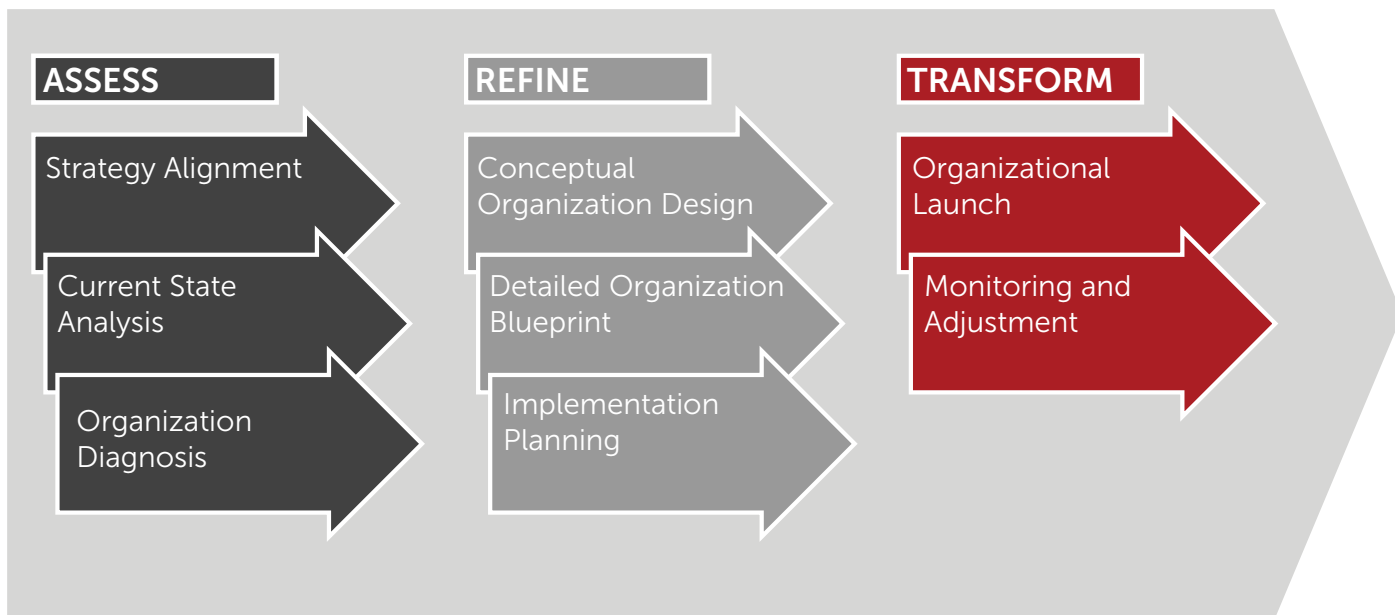 ASSESS
Strategy Alignment
Current State
Analysis
Organization
Diagnosis
REFINE
Conceptual
Organization Design
Detailed Organization
Blueprint
Implementation
Planning
TRANSFORM
Organizational
Launch
Monitoring and
Adjustment